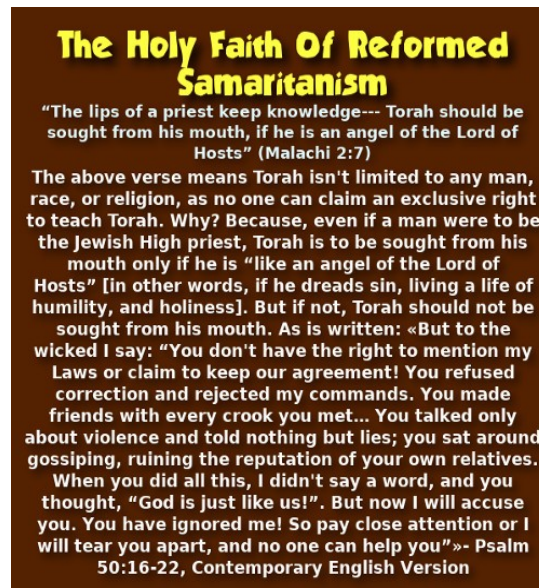 The Holy Faith Of Reformed
Samaritanism
“The lips of a priest keep knowledge--- Torah should be
sought from his mouth, if he is an angel of the Lord of
Hosts” (Malachi 2:7)
The above verse means Torah isn't limited to any man,
race, or religion, as no one can claim an exclusive right
to teach Torah. Why? Because, even if a man were to be
the Jewish High priest, Torah is to be sought from his
mouth only if he is “like an angel of the Lord of
Hosts” [in other words, if he dreads sin, living a life of
humility, and holiness]. But if not, Torah should not be
sought from his mouth. As is written: «But to the
wicked I say: “You don't have the right to mention my
Laws or claim to keep our agreement! You refused
correction and rejected my commands. You made
friends with every crook you met… You talked only
about violence and told nothing but lies; you sat around
gossiping, ruining the reputation of your own relatives.
When you did all this, I didn't say a word, and you
thought, “God is just like us!”. But now I will accuse
you. You have ignored me! So pay close attention or I
will tear you apart, and no one can help you”»- Psalm
50:16-22, Contemporary English Version